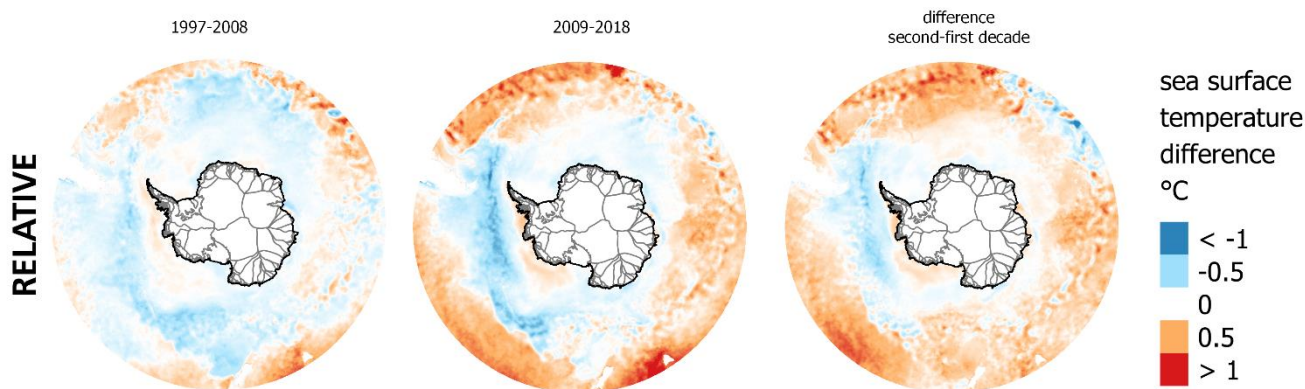 1997-2008
2009-2018
difference
second-first decade
RELATIVE
sea surface
temperature
difference
°C
< -1
-0.5
0
0.5
> 1